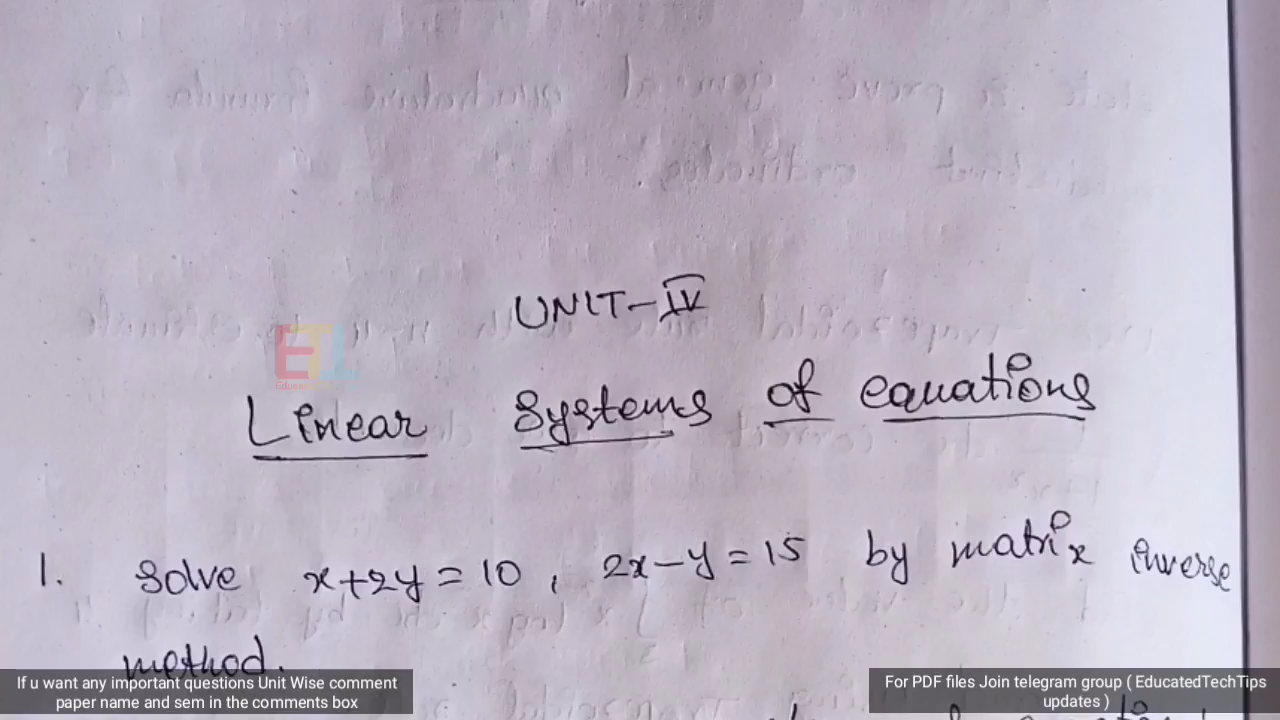 UNIT-IV
Linear Systems of equations
1. Solve x+2y=10, 2x-y=15 by matrix inverse
method.
If u want any important questions Unit Wise comment
paper name and sem in the comments box
For PDF files Join telegram group ( EducatedTechTips
updates )